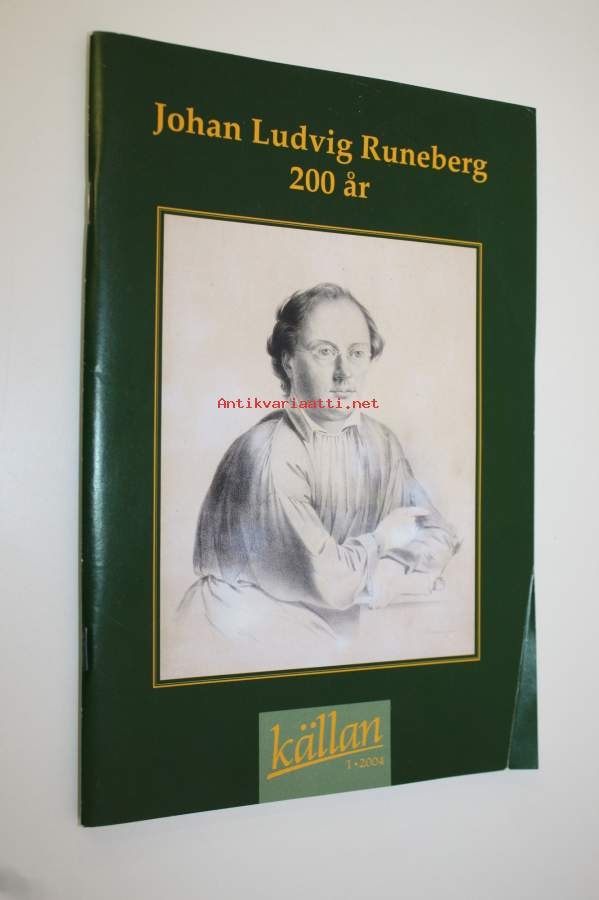 Johan Ludvig Runeberg
200 år
Antikvariaatti.net
källan
1 • 2004